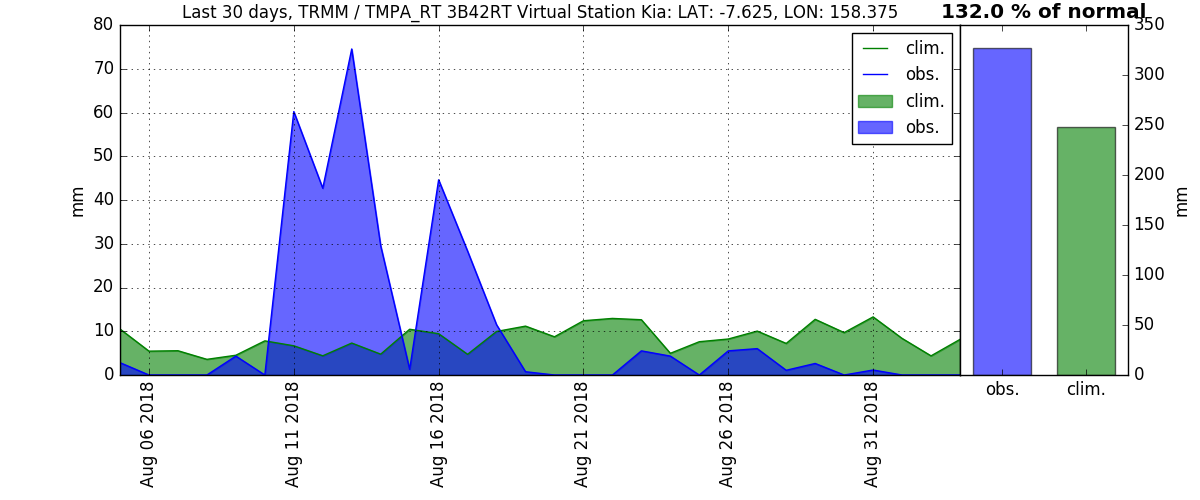 Last 30 days, TRMM / TMPA_RT 3B42RT Virtual Station Kia: LAT: -7.625, LON: 158.375
132.0 % of normal
80
70
60
50
40
30
20
10
0
mm
clim.
obs.
clim.
obs.
Aug 06 2018
Aug 11 2018
Aug 16 2018
Aug 21 2018
Aug 26 2018
Aug 31 2018
350
300
250
200
150
100
50
0
mm
obs.
clim.